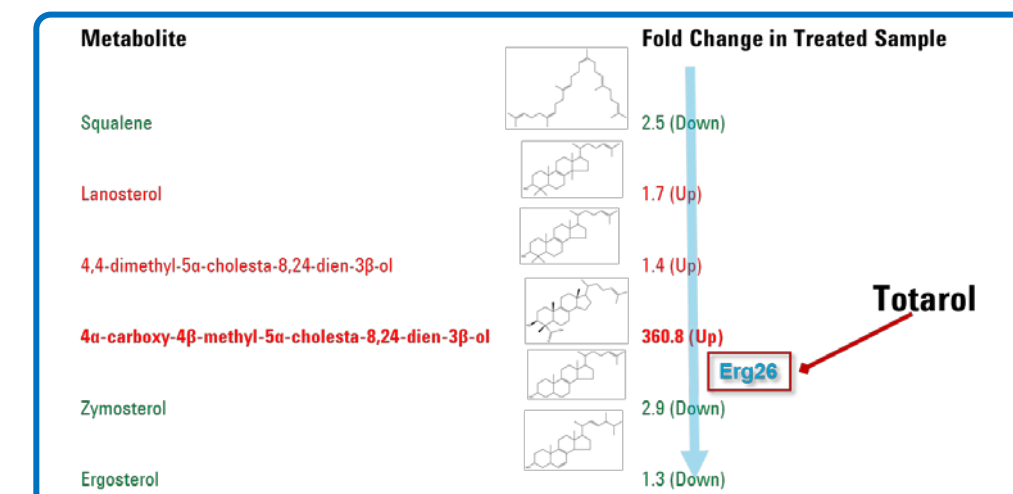 Metabolite Fold Change in Treated Sample
Squalene 2.5 (Down)
Lanosterol 1.7 (Up)
4,4-dimethyl-5α-cholesta-8,24-dien-3β-ol 1.4 (Up)
Totarol
4α-carboxy-4β-methyl-5α-cholesta-8,24-dien-3β-ol 360.8 (Up)
Erg26
Zymosterol 2.9 (Down)
Ergosterol 1.3 (Down)